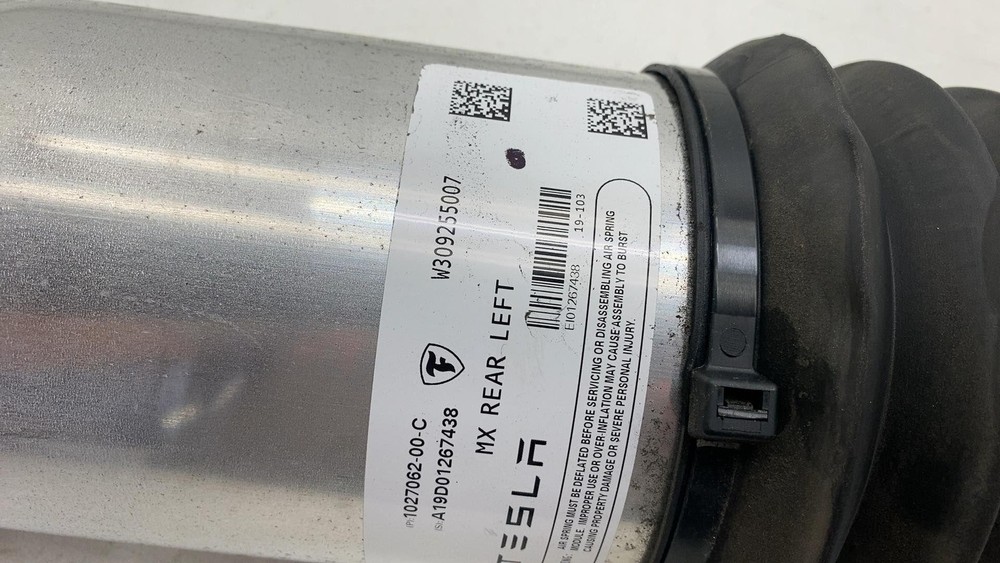 (P):1027062-00-C
(S):A19D01267438
W309255007
MX REAR LEFT
TESLA
EI01267438
19-103
AIR SPRING MUST BE DEFLATED BEFORE SERVICING OR DISASSEMBLING AIR SPRING
MODULE. IMPROPER USE OR OVER-INFLATION MAY CAUSE ASSEMBLY TO BURST
CAUSING PROPERTY DAMAGE OR SEVERE PERSONAL INJURY.